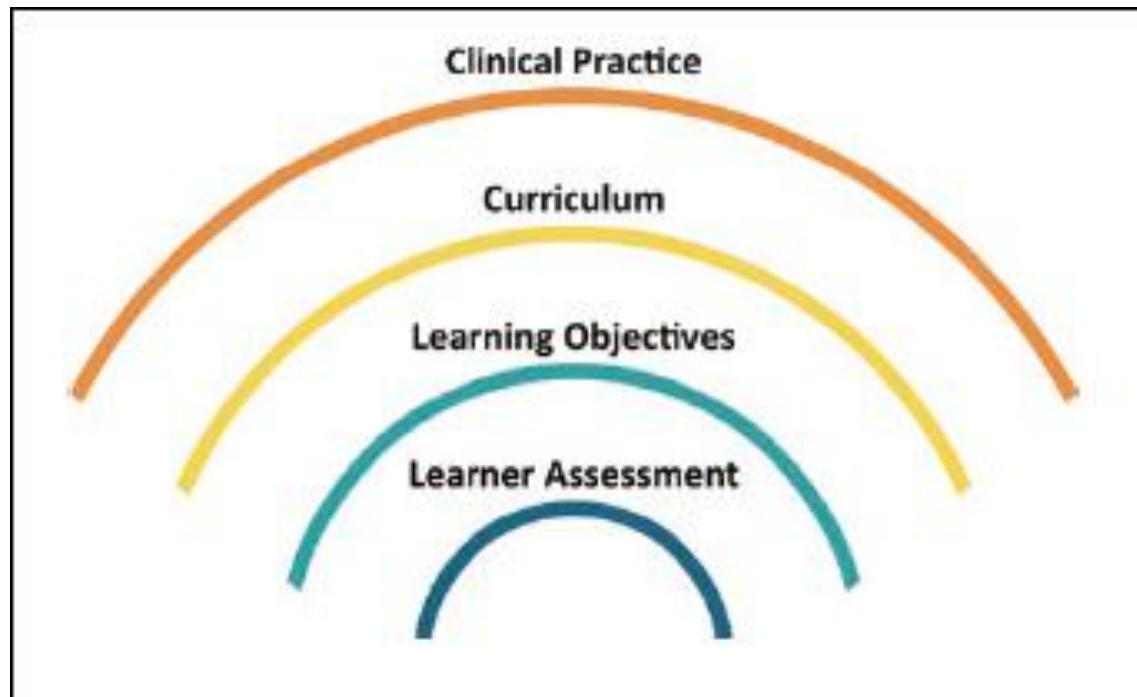 Clinical Practice
Curriculum
Learning Objectives
Learner Assessment